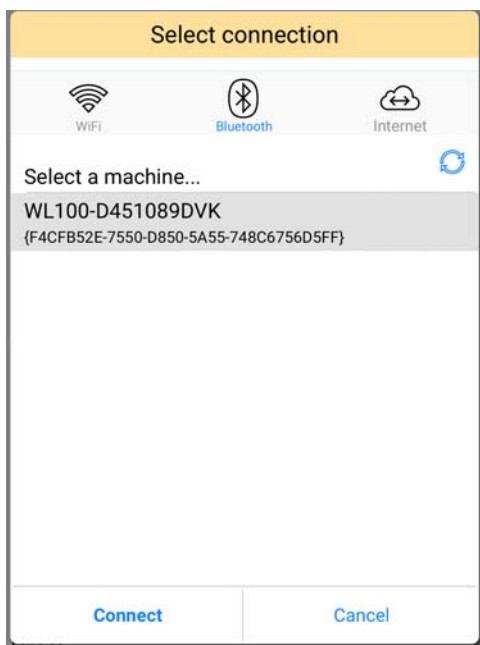 Select connection
WiFi Bluetooth Internet
Select a machine...
WL100-D451089DVK
{F4CFB52E-7550-D850-5A55-748C6756D5FF}
Connect Cancel